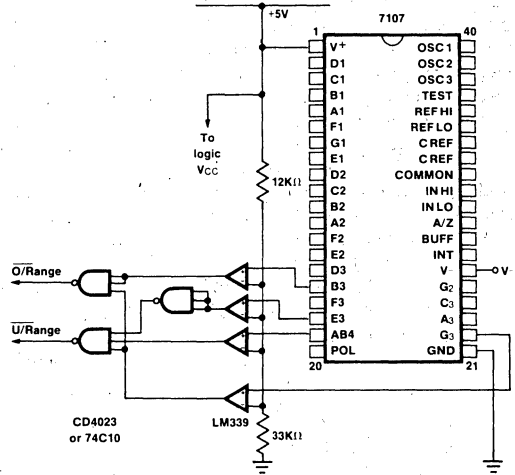 +5V
1
7107
40
V+
OSC 1
D1
OSC 2
C1
OSC 3
B1
TEST
A1
REF HI
F1
REF LO
G1
C REF
E1
C REF
D2
COMMON
C2
IN HI
B2
IN LO
A2
A/Z
F2
BUFF
E2
INT
D3
V-
V-
B3
G2
F3
C3
E3
A3
AB4
G3
POL
GND
20
21
To
logic
VCC
12KΩ
O/Range
U/Range
CD4023
or 74C10
LM339
33KΩ